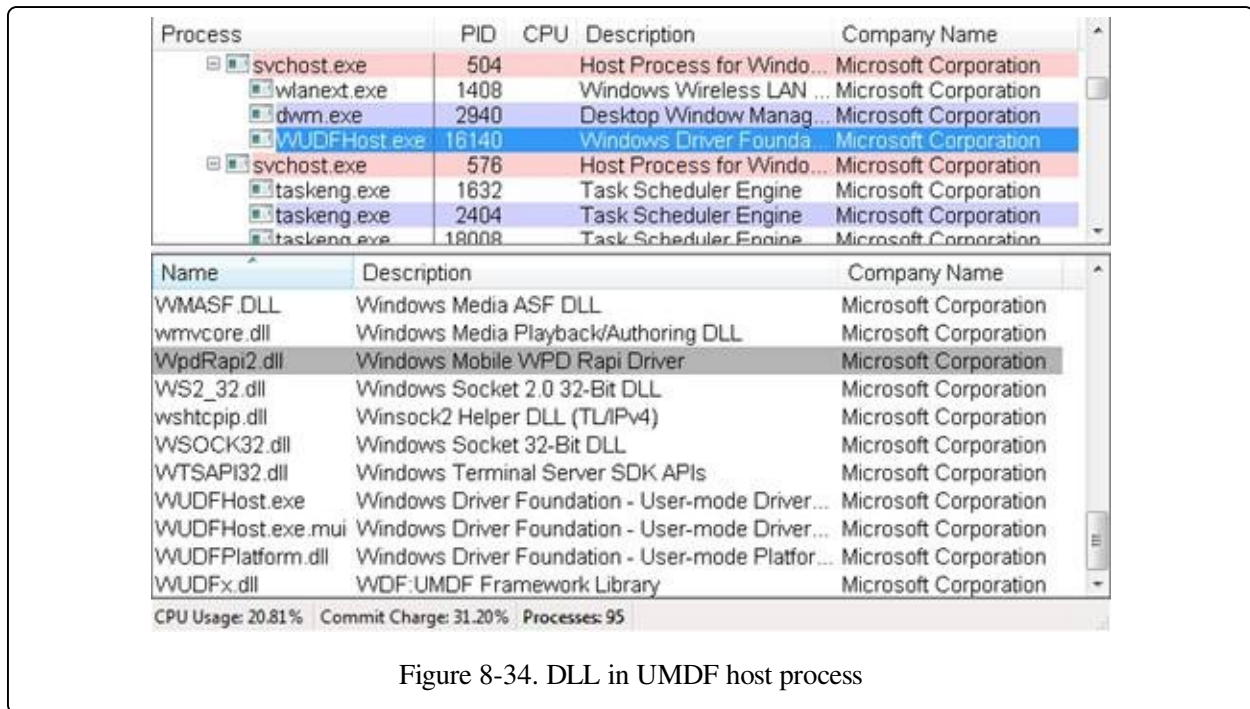 Process PID CPU Description Company Name
svchost.exe 504 Host Process for Windo... Microsoft Corporation
wlanext.exe 1408 Windows Wireless LAN ... Microsoft Corporation
dwm.exe 2940 Desktop Window Manag... Microsoft Corporation
WUDFHost.exe 16140 Windows Driver Founda... Microsoft Corporation
svchost.exe 576 Host Process for Windo... Microsoft Corporation
taskeng.exe 1632 Task Scheduler Engine Microsoft Corporation
taskeng.exe 2404 Task Scheduler Engine Microsoft Corporation
taskeng.exe 18008 Task Scheduler Engine Microsoft Corporation
Name Description Company Name
WMASF.DLL Windows Media ASF DLL Microsoft Corporation
wmvcore.dll Windows Media Playback/Authoring DLL Microsoft Corporation
WpdRapi2.dll Windows Mobile WPD Rapi Driver Microsoft Corporation
WS2_32.dll Windows Socket 2.0 32-Bit DLL Microsoft Corporation
wshtcpip.dll Winsock2 Helper DLL (TL/IPv4) Microsoft Corporation
WSOCK32.dll Windows Socket 32-Bit DLL Microsoft Corporation
WTSAPI32.dll Windows Terminal Server SDK APIs Microsoft Corporation
WUDFHost.exe Windows Driver Foundation - User-mode Driver... Microsoft Corporation
WUDFHost.exe.mui Windows Driver Foundation - User-mode Driver... Microsoft Corporation
WUDFPlatform.dll Windows Driver Foundation - User-mode Platfor... Microsoft Corporation
WUDFx.dll WDF:UMDF Framework Library Microsoft Corporation
CPU Usage: 20.81% Commit Charge: 31.20% Processes: 95
Figure 8-34. DLL in UMDF host process